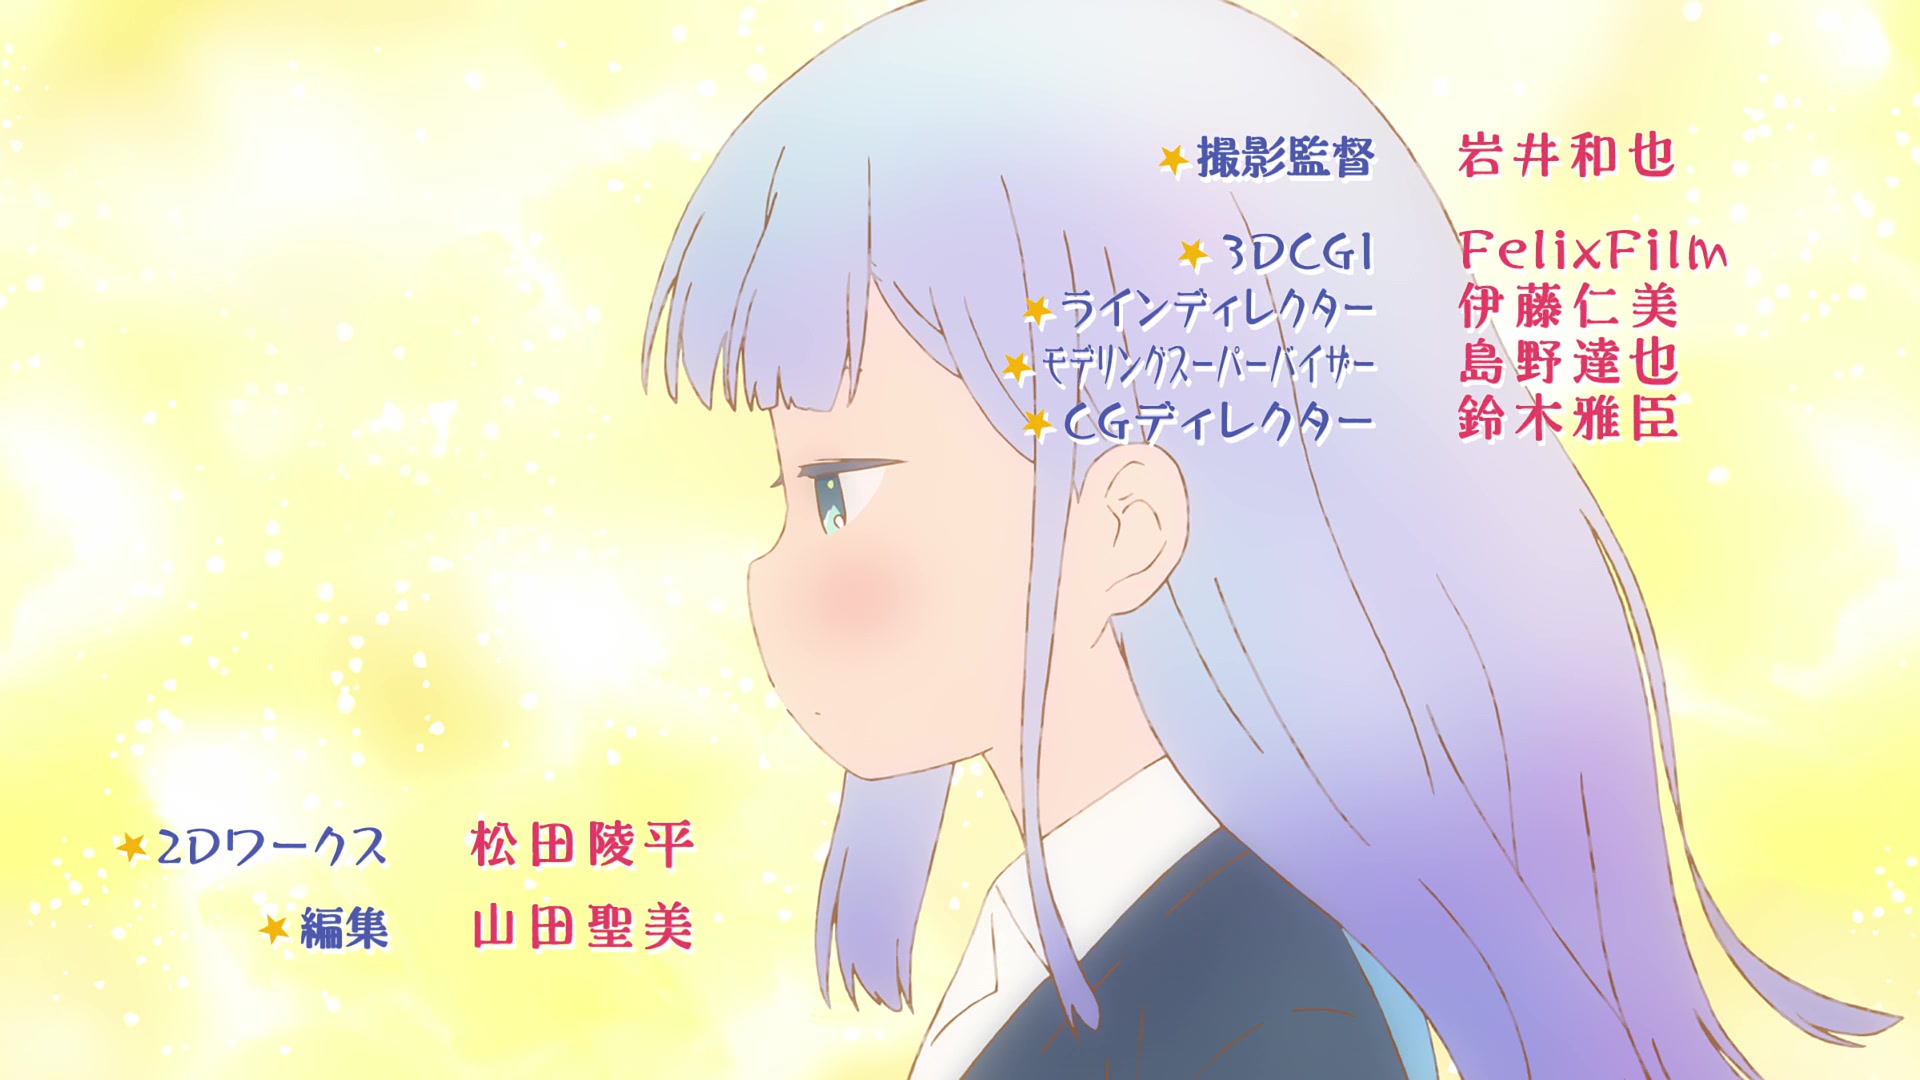 ★撮影監督 岩井和也
★3DCGI FelixFilm
★ラインディレクター 伊藤仁美
★モデリングスーパーバイザー 島野達也
★CGディレクター 鈴木雅臣
★2Dワークス 松田陵平
★編集 山田聖美